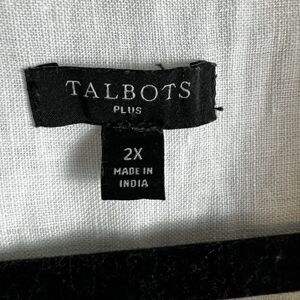 TALBOTS
PLUS
2X
MADE IN
INDIA